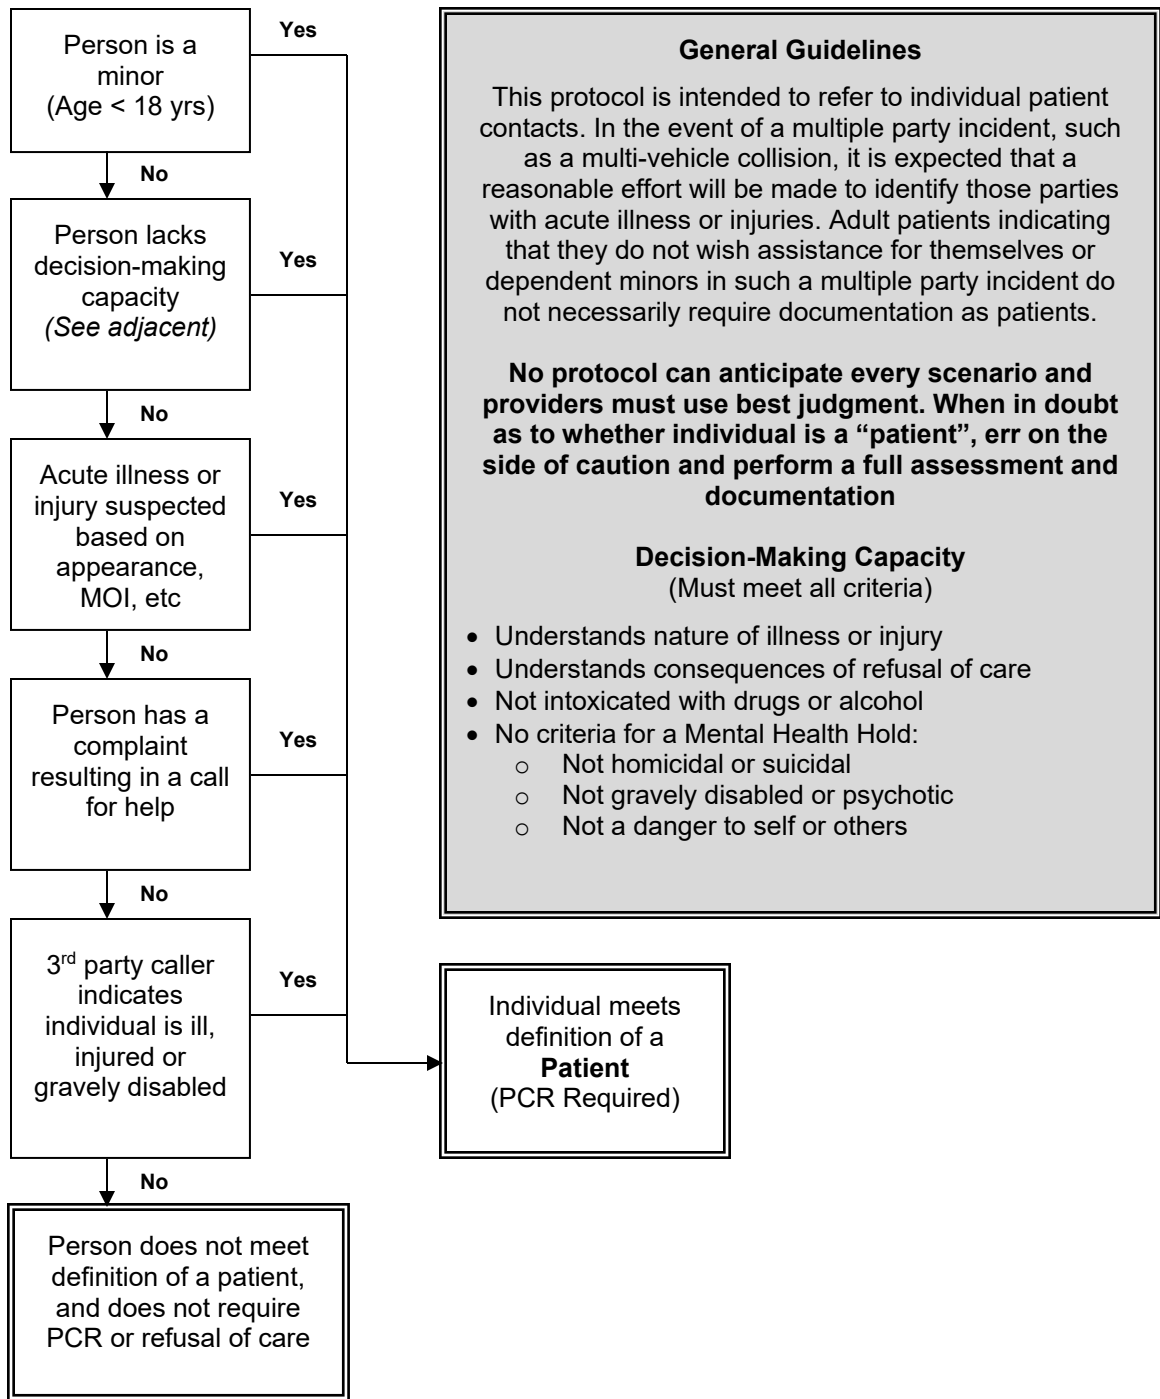 Person is a
minor
(Age < 18 yrs)
Yes
No
Person lacks
decision-making
capacity
(See adjacent)
Yes
No
Acute illness or
injury suspected
based on
appearance,
MOI, etc
Yes
No
Person has a
complaint
resulting in a call
for help
Yes
No
3rd party caller
indicates
individual is ill,
injured or
gravely disabled
Yes
No
Person does not meet
definition of a patient,
and does not require
PCR or refusal of care
General Guidelines
This protocol is intended to refer to individual patient
contacts. In the event of a multiple party incident, such
as a multi-vehicle collision, it is expected that a
reasonable effort will be made to identify those parties
with acute illness or injuries. Adult patients indicating
that they do not wish assistance for themselves or
dependent minors in such a multiple party incident do
not necessarily require documentation as patients.
No protocol can anticipate every scenario and
providers must use best judgment. When in doubt
as to whether individual is a “patient”, err on the
side of caution and perform a full assessment and
documentation
Decision-Making Capacity
(Must meet all criteria)
• Understands nature of illness or injury
• Understands consequences of refusal of care
• Not intoxicated with drugs or alcohol
• No criteria for a Mental Health Hold:
o Not homicidal or suicidal
o Not gravely disabled or psychotic
o Not a danger to self or others
Individual meets
definition of a
Patient
(PCR Required)